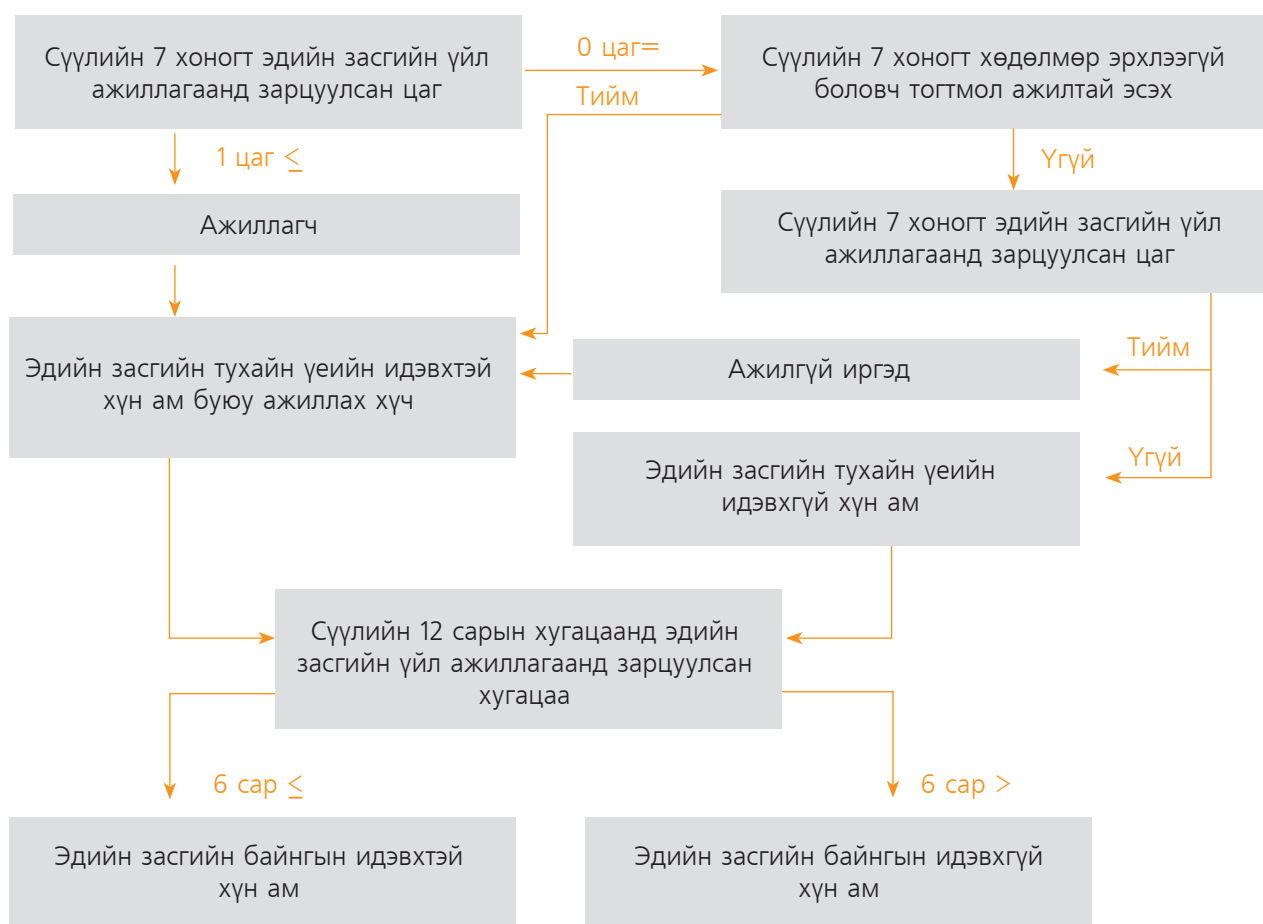 Сүүлийн 7 хоногт эдийн засгийн үйл
ажиллагаанд зарцуулсан цаг
0 цаг=
Сүүлийн 7 хоногт хөдөлмөр эрхлээгүй
боловч тогтмол ажилтай эсэх
Тийм
1 цаг ≤
Үгүй
Ажиллагч
Сүүлийн 7 хоногт эдийн засгийн үйл
ажиллагаанд зарцуулсан цаг
Эдийн засгийн тухайн үеийн идэвхтэй
хүн ам буюу ажиллах хүч
Тийм
Ажилгүй иргэд
Үгүй
Эдийн засгийн тухайн үеийн
идэвхгүй хүн ам
Сүүлийн 12 сарын хугацаанд эдийн
засгийн үйл ажиллагаанд зарцуулсан
хугацаа
6 сар ≤
6 сар >
Эдийн засгийн байнгын идэвхтэй
хүн ам
Эдийн засгийн байнгын идэвхгүй
хүн ам